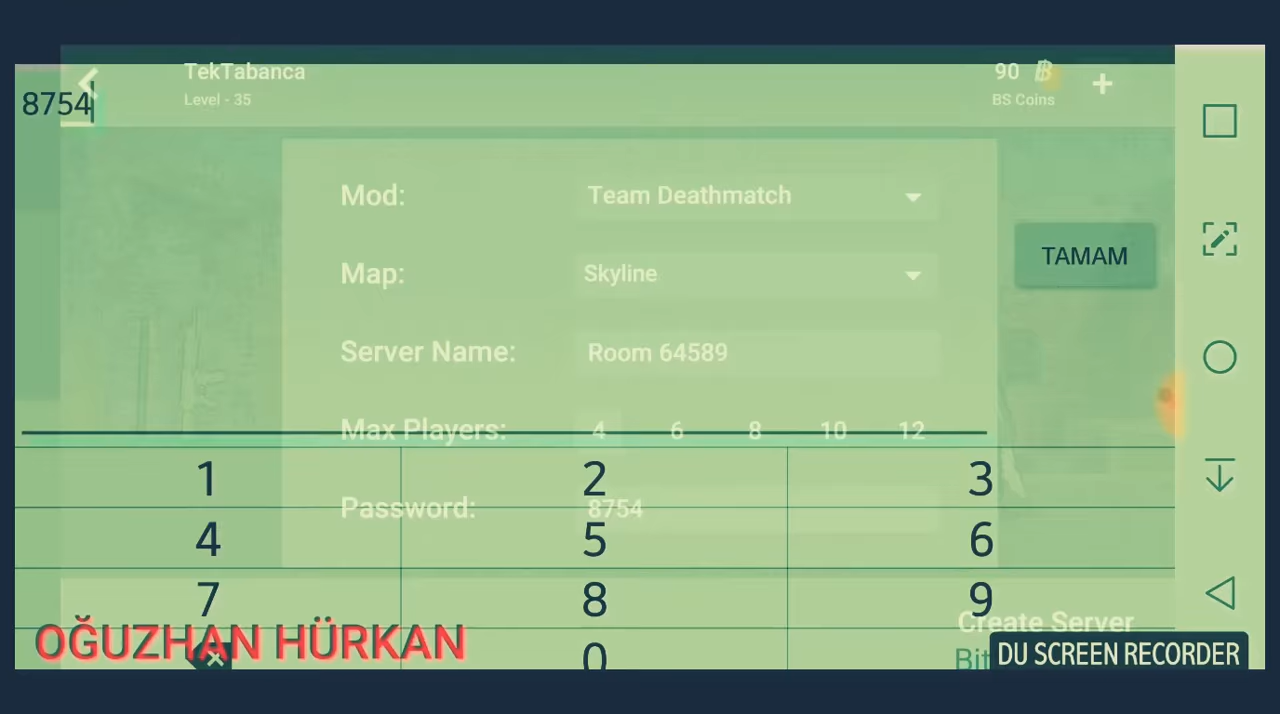 TekTabanca
Level - 35
90
BS Coins
8754
Mod:
Team Deathmatch
TAMAM
Map:
Skyline
Server Name:
Room 64589
Max Players:
4 6 8 10 12
1 2 3
Password:
8754
4 5 6
7 8 9
Create Server
OĞUZHAN HÜRKAN
0
Bit
DU SCREEN RECORDER